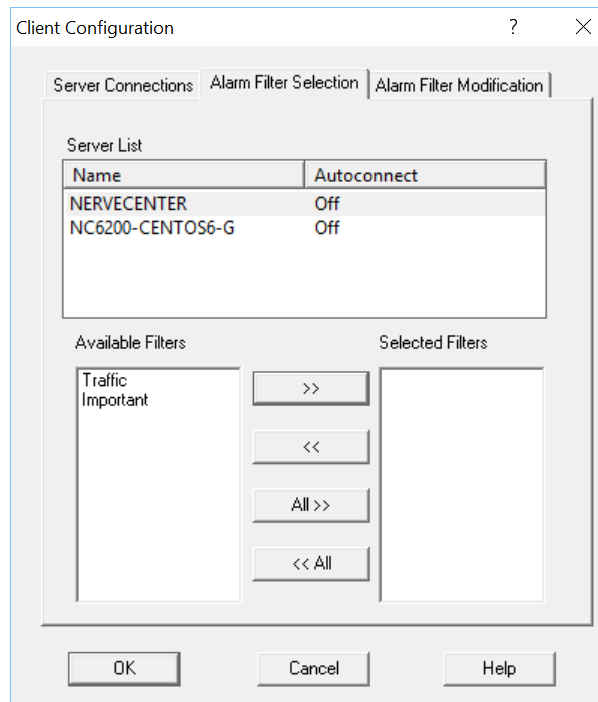 Client Configuration ?
Server Connections Alarm Filter Selection Alarm Filter Modification
Server List
Name Autoconnect
NERVECENTER Off
NC6200-CENTOS6-G Off
Available Filters Selected Filters
Traffic
Important
>>
<<
All >>
<< All
OK Cancel Help